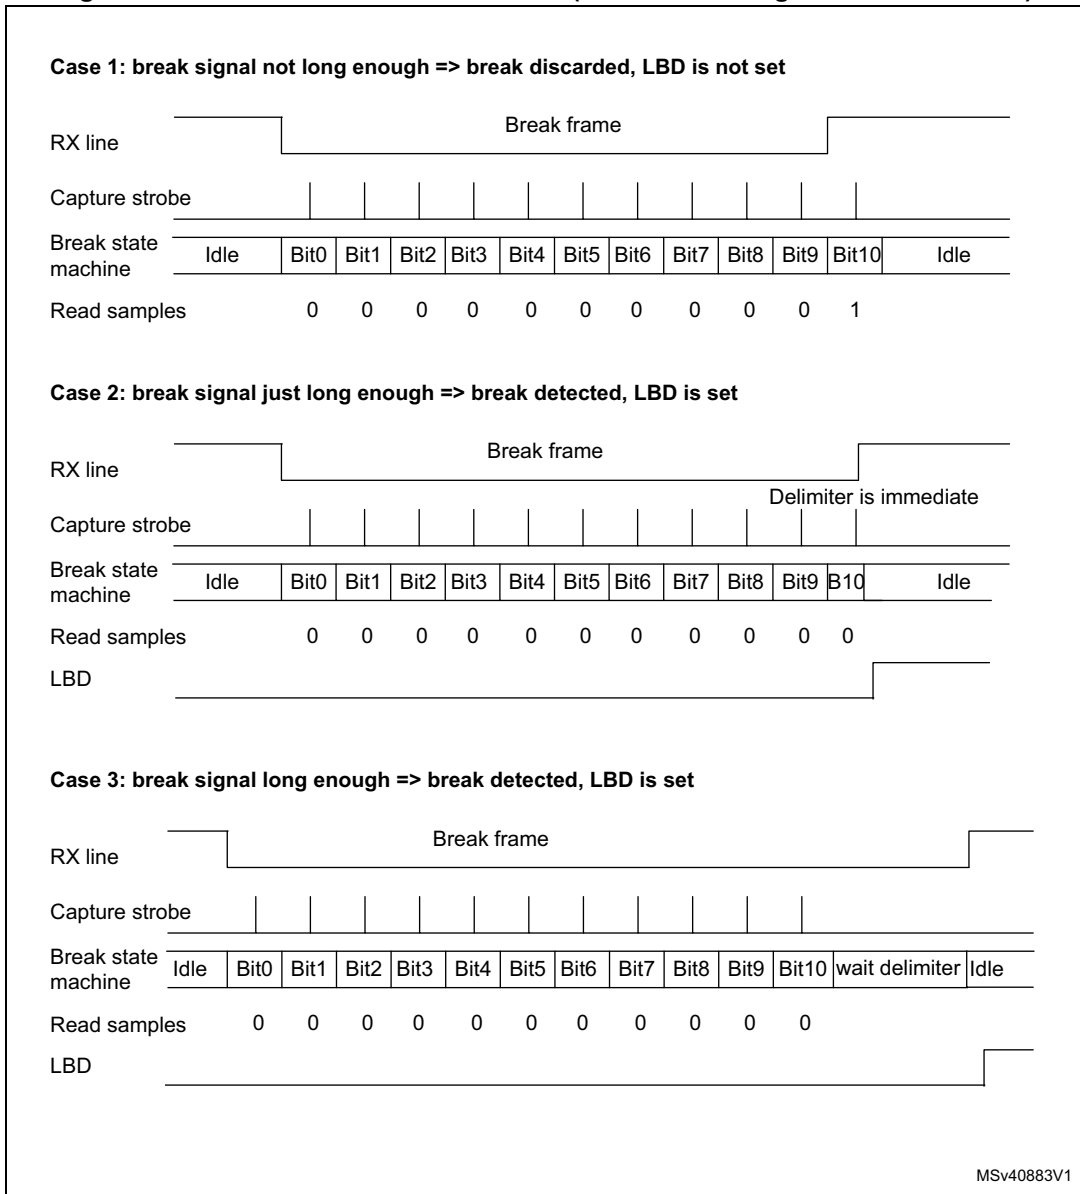 Case 1: break signal not long enough => break discarded, LBD is not set
Break frame
RX line
Capture strobe
Break state machine Idle Bit0 Bit1 Bit2 Bit3 Bit4 Bit5 Bit6 Bit7 Bit8 Bit9 Bit10 Idle
Read samples 0 0 0 0 0 0 0 0 0 0 1
Case 2: break signal just long enough => break detected, LBD is set
Break frame
RX line
Delimiter is immediate
Capture strobe
Break state machine Idle Bit0 Bit1 Bit2 Bit3 Bit4 Bit5 Bit6 Bit7 Bit8 Bit9 B10 Idle
Read samples 0 0 0 0 0 0 0 0 0 0 0
LBD
Case 3: break signal long enough => break detected, LBD is set
Break frame
RX line
Capture strobe
Break state machine Idle Bit0 Bit1 Bit2 Bit3 Bit4 Bit5 Bit6 Bit7 Bit8 Bit9 Bit10 wait delimiter Idle
Read samples 0 0 0 0 0 0 0 0 0 0 0
LBD
MSv40883V1